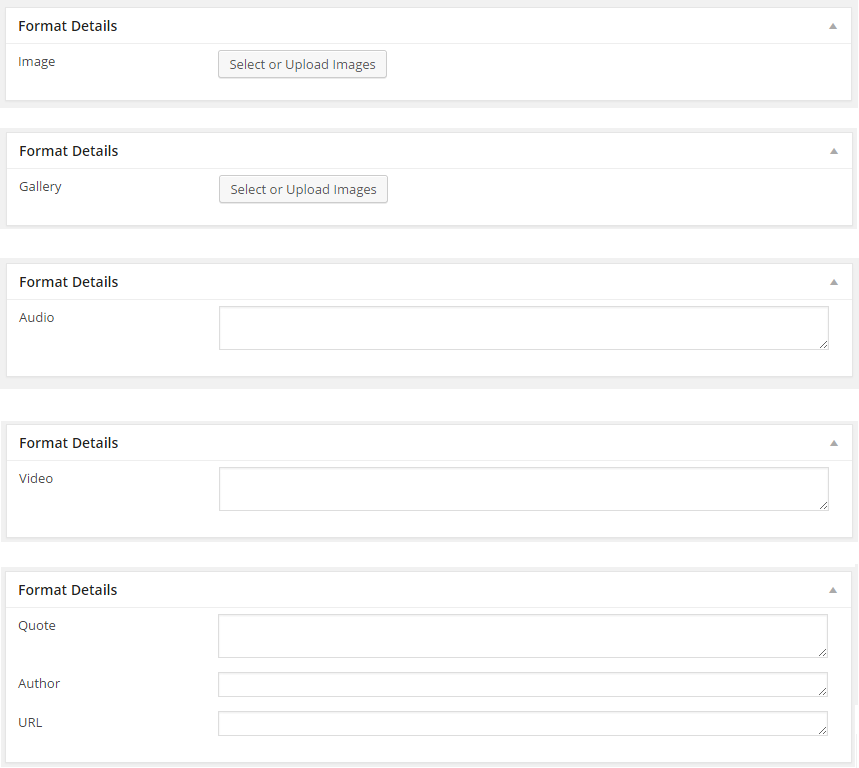 Format Details
Image
Select or Upload Images
Format Details
Gallery
Select or Upload Images
Format Details
Audio
Format Details
Video
Format Details
Quote
Author
URL